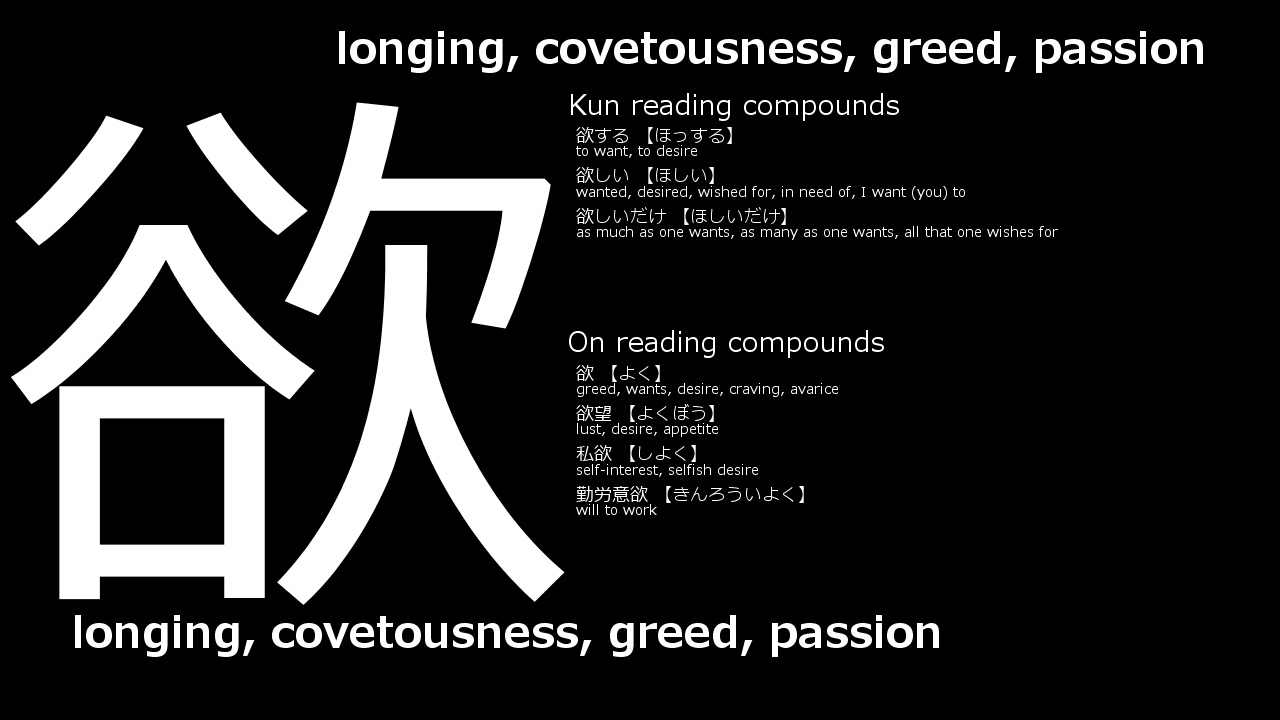 longing, covetousness, greed, passion
欲
Kun reading compounds
欲する 【ほっする】
to want, to desire
欲しい 【ほしい】
wanted, desired, wished for, in need of, I want (you) to
欲しいだけ 【ほしいだけ】
as much as one wants, as many as one wants, all that one wishes for
On reading compounds
欲 【よく】
greed, wants, desire, craving, avarice
欲望 【よくぼう】
lust, desire, appetite
私欲 【しよく】
self-interest, selfish desire
勤労意欲 【きんろういよく】
will to work
longing, covetousness, greed, passion